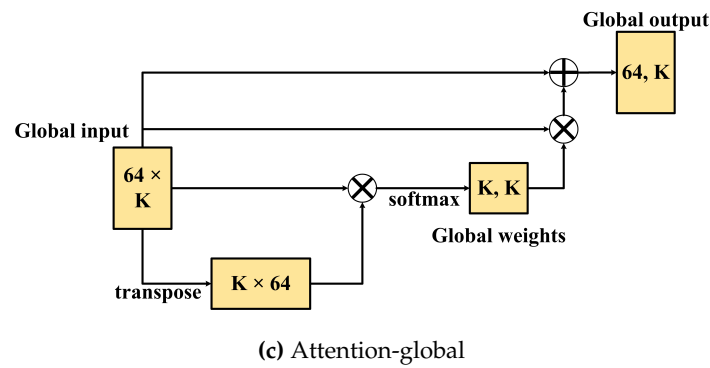 Global output
64, K
Global input
64 ×
K
softmax
K, K
Global weights
transpose
K × 64
(c) Attention-global